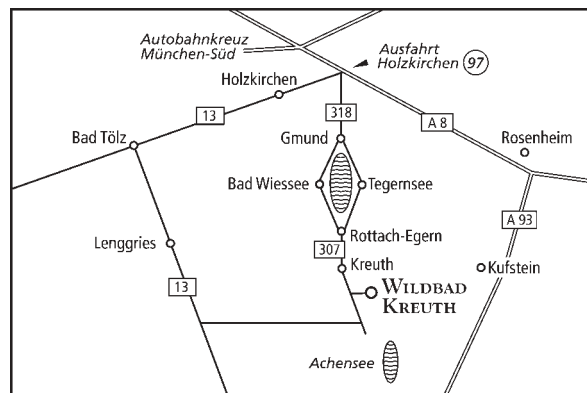 Autobahnkreuz
München-Süd
Ausfahrt
Holzkirchen 97
Holzkirchen
13
318
A 8
Bad Tölz
Gmund
Rosenheim
Bad Wiessee
Tegernsee
A 93
Rottach-Egern
Lenggries
307
Kreuth
Kufstein
13
WILDBAD
KREUTH
Achensee